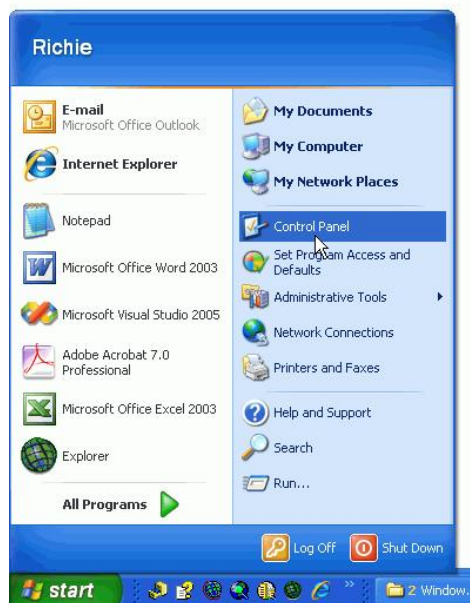 Richie
E-mail
Microsoft Office Outlook
Internet Explorer
Notepad
Microsoft Office Word 2003
Microsoft Visual Studio 2005
Adobe Acrobat 7.0
Professional
Microsoft Office Excel 2003
Explorer
All Programs
My Documents
My Computer
My Network Places
Control Panel
Set Program Access and
Defaults
Administrative Tools
Network Connections
Printers and Faxes
Help and Support
Search
Run...
Log Off
Shut Down
start
2 Window